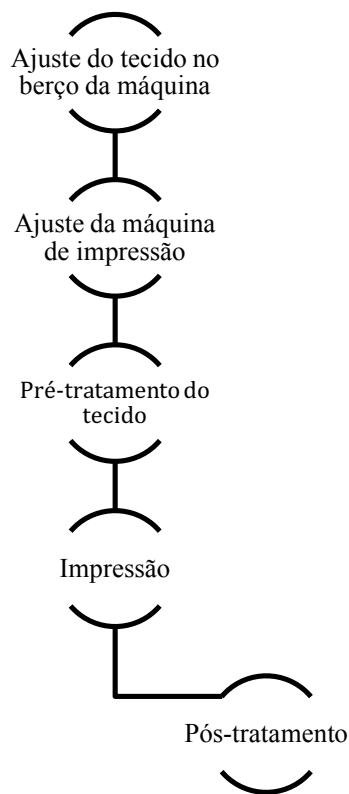 Ajuste do tecido no
berço da máquina
Ajuste da máquina
de impressão
Pré-tratamento do
tecido
Impressão
Pós-tratamento